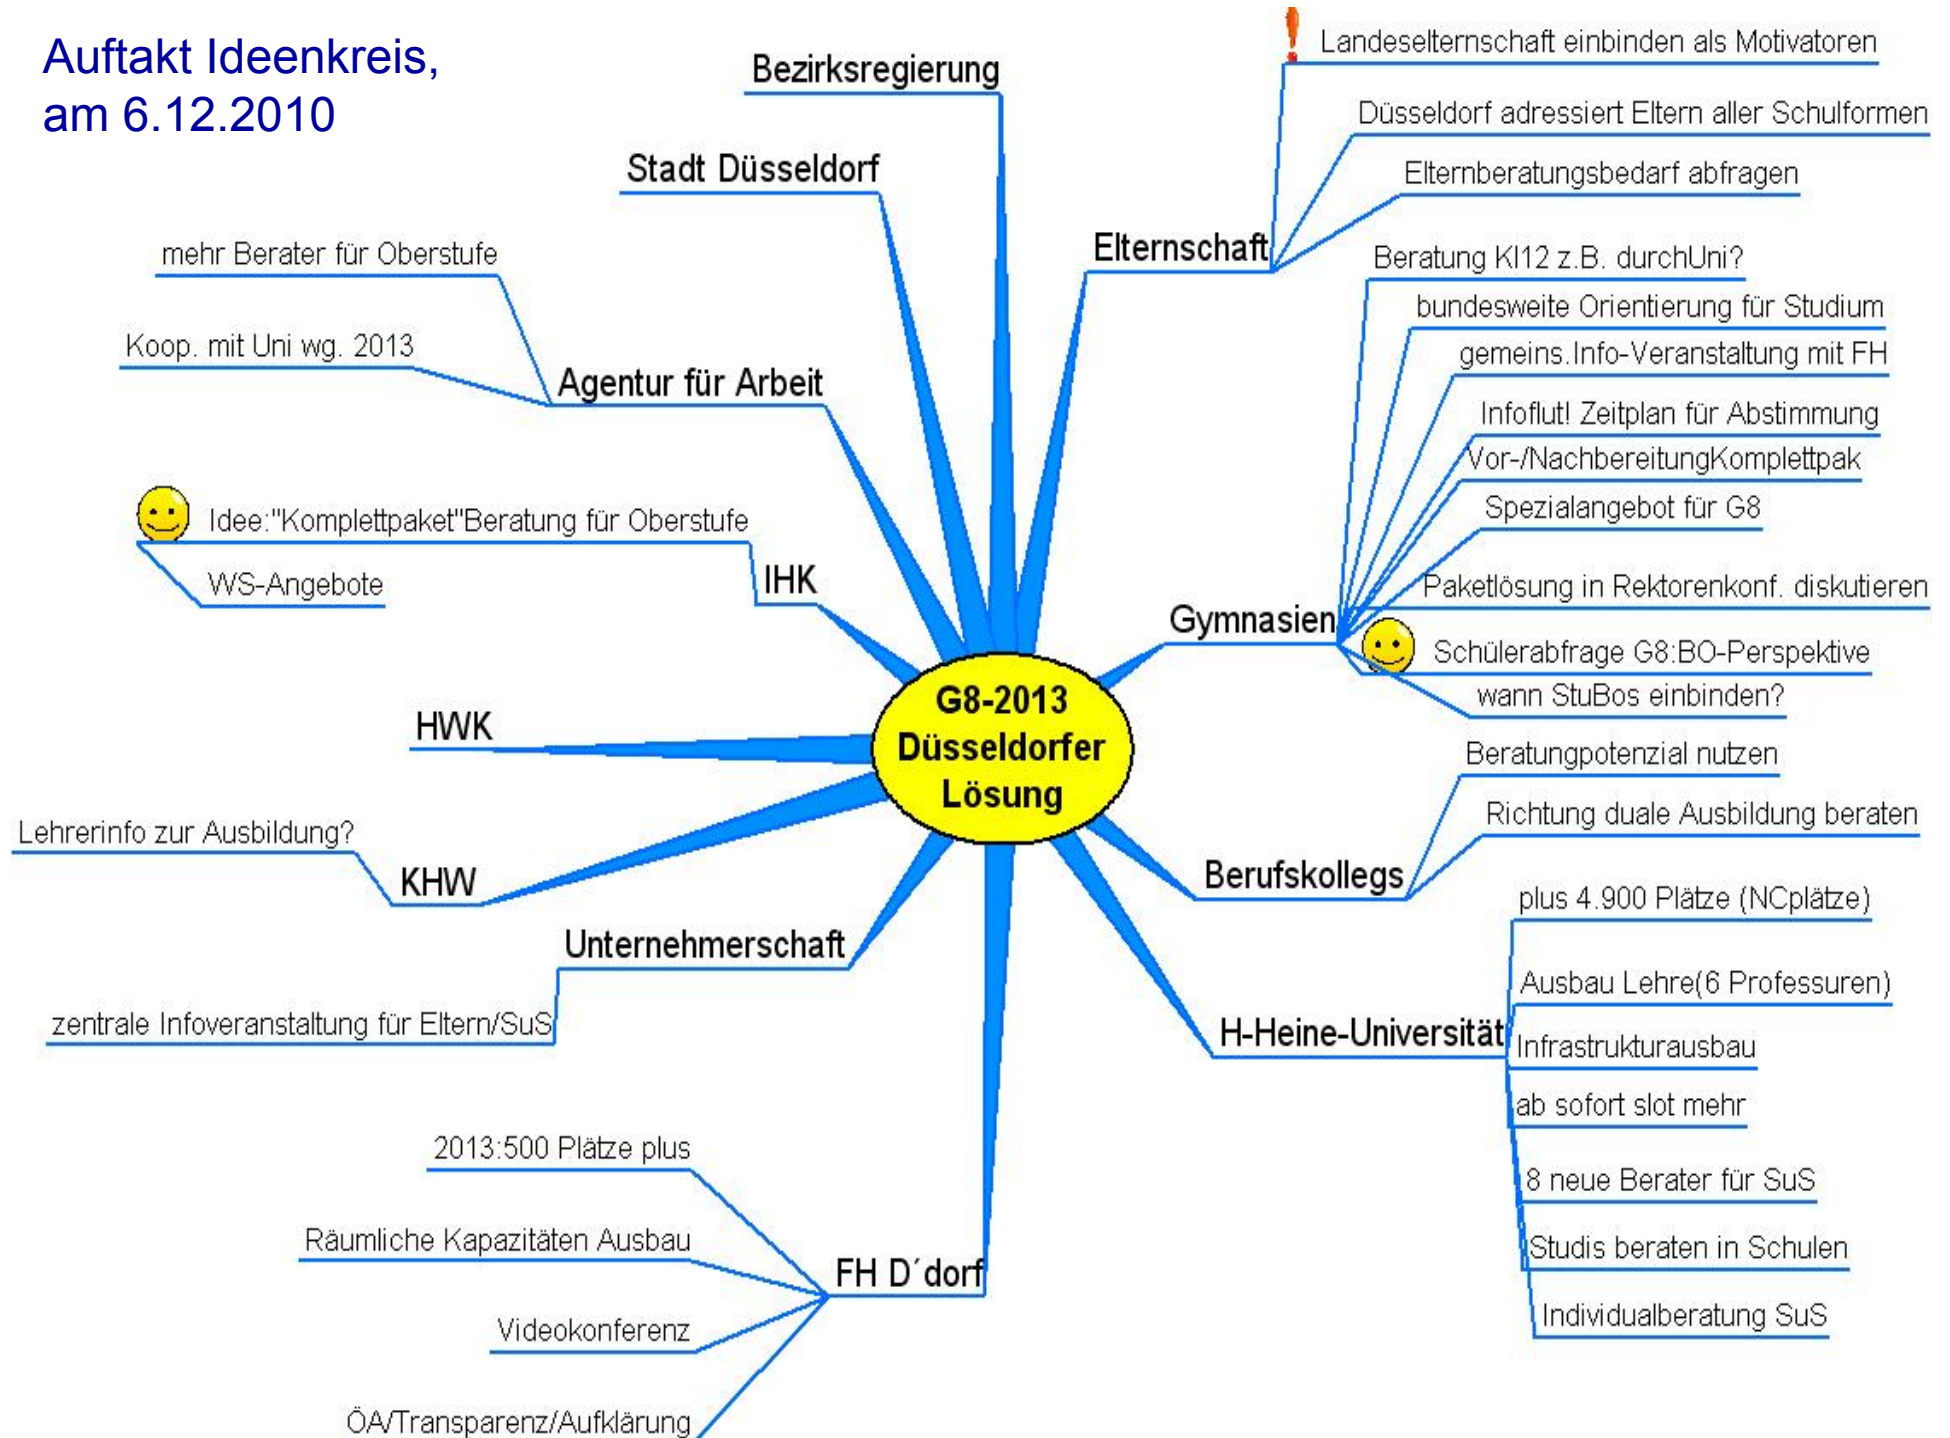 Auftakt Ideenkreis,
am 6.12.2010
Bezirksregierung
Stadt Düsseldorf
mehr Berater für Oberstufe
Koop. mit Uni wg. 2013
Agentur für Arbeit
Idee:"Komplettpaket"Beratung für Oberstufe
WS-Angebote
IHK
HWK
Lehrerinfo zur Ausbildung?
KHW
Unternehmerschaft
zentrale Infoveranstaltung für Eltern/SuS
2013:500 Plätze plus
Räumliche Kapazitäten Ausbau
FH D´dorf
Videokonferenz
ÖA/Transparenz/Aufklärung
G8-2013
Düsseldorfer
Lösung
Landeselternschaft einbinden als Motivatoren
Düsseldorf adressiert Eltern aller Schulformen
Elternberatungsbedarf abfragen
Elternschaft
Beratung Kl12 z.B. durchUni?
bundesweite Orientierung für Studium
gemeins.Info-Veranstaltung mit FH
Infoflut! Zeitplan für Abstimmung
Vor-/NachbereitungKomplettpak
Spezialangebot für G8
Paketlösung in Rektorenkonf. diskutieren
Gymnasien
Schülerabfrage G8:BO-Perspektive
wann StuBos einbinden?
Beratungpotenzial nutzen
Richtung duale Ausbildung beraten
Berufskollegs
plus 4.900 Plätze (NCplätze)
Ausbau Lehre(6 Professuren)
H-Heine-Universität
Infrastrukturausbau
ab sofort slot mehr
8 neue Berater für SuS
Studis beraten in Schulen
Individualberatung SuS